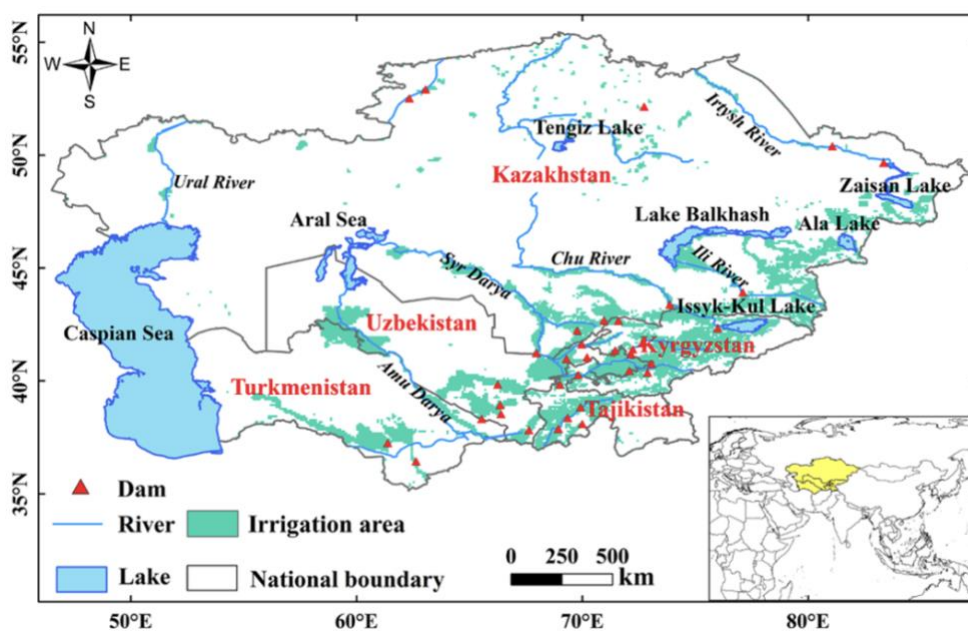 N
W E
S
55°N
50°N
45°N
40°N
35°N
Irtysh River
Tengiz Lake
Kazakhstan
Ural River
Zaisan Lake
Aral Sea
Lake Balkhash
Ala Lake
Syr Darya
Chu River
Ili River
Issyk-Kul Lake
Caspian Sea
Uzbekistan
Kyrgyzstan
Turkmenistan
Amu Darya
Tajikistan
Dam
River
Irrigation area
Lake
National boundary
0 250 500
km
50°E 60°E 70°E 80°E